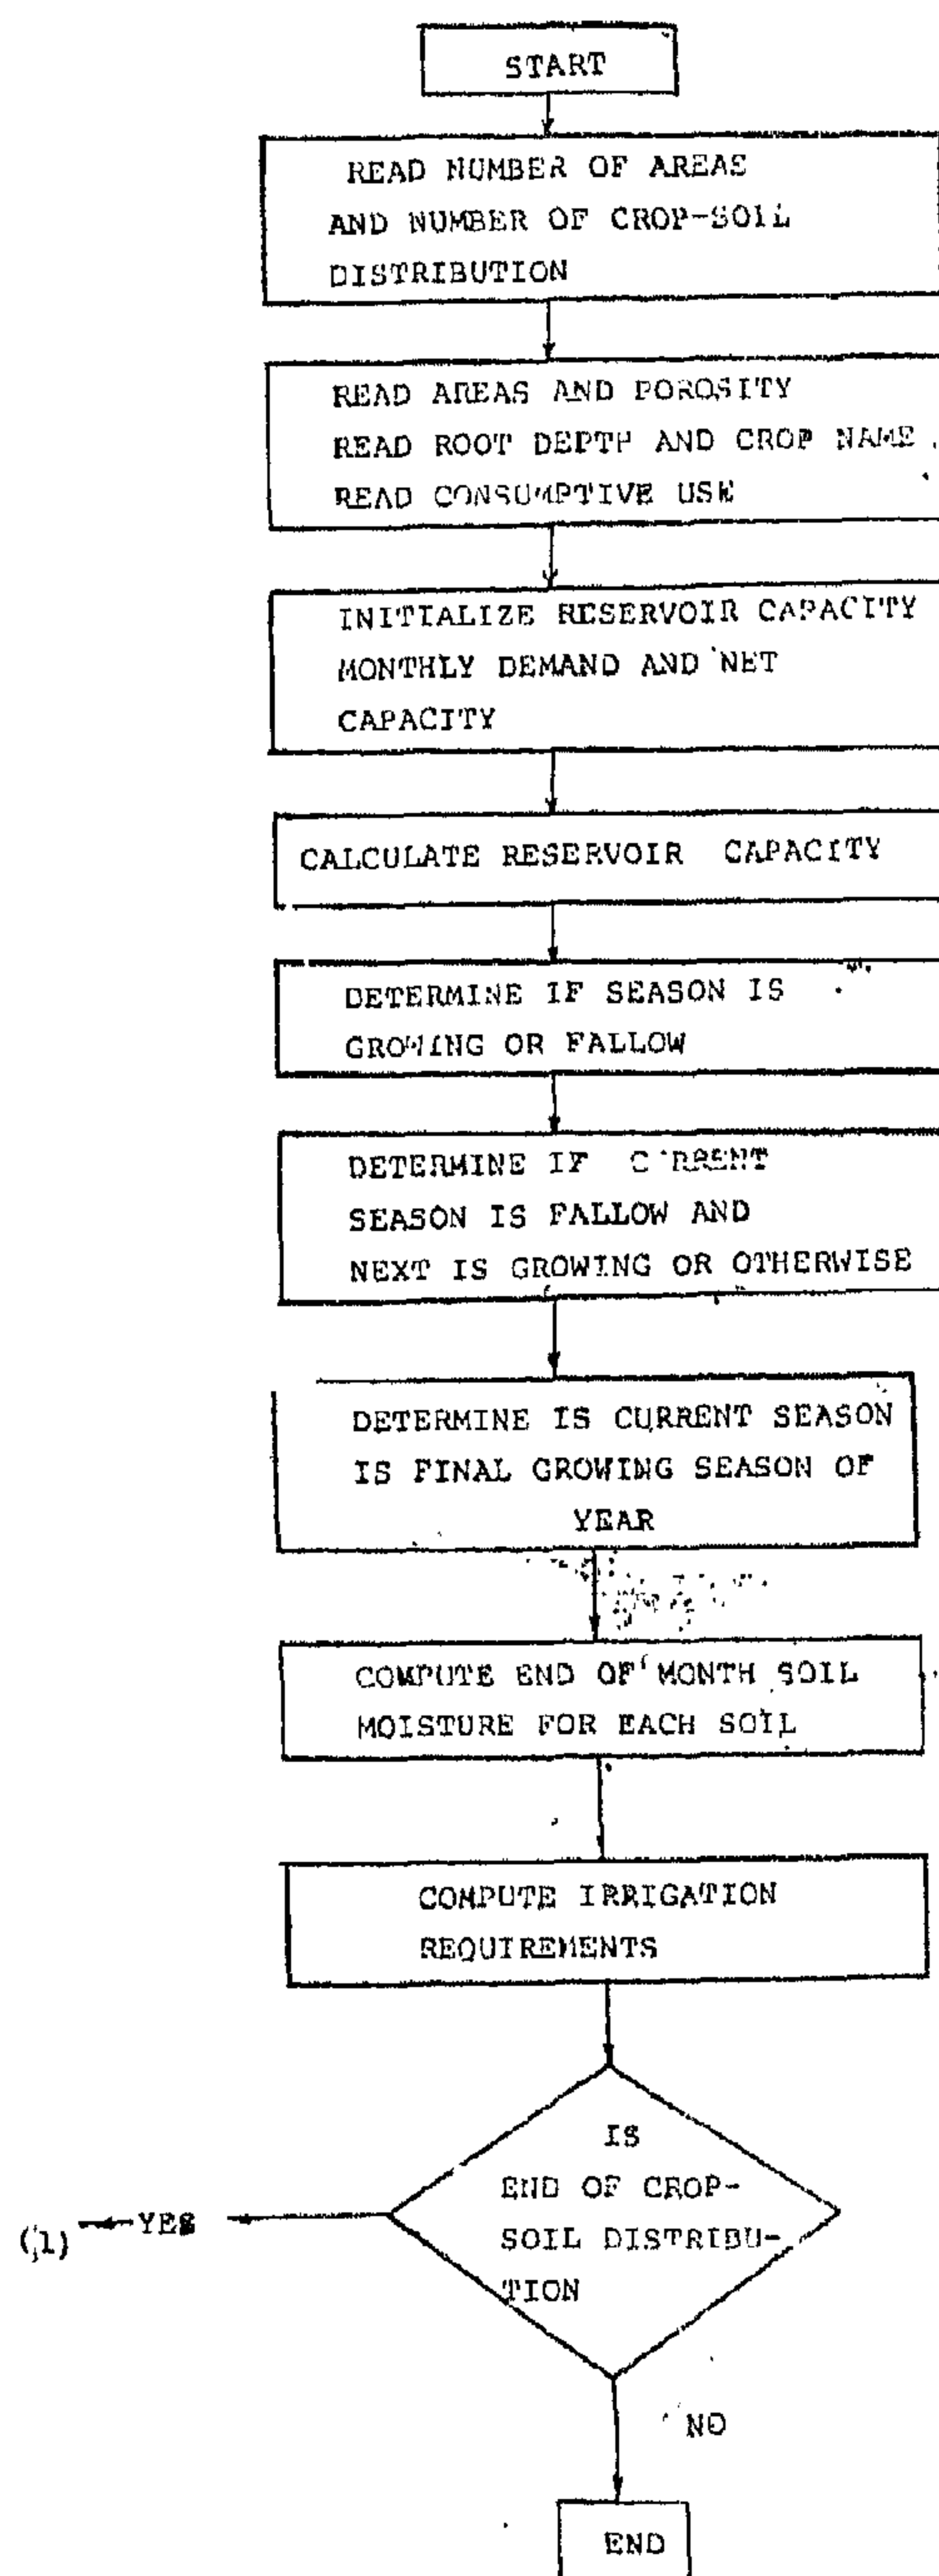 START
READ NUMBER OF AREAS
AND NUMBER OF CROP-SOIL
DISTRIBUTION
READ AREAS AND POROSITY
READ ROOT DEPTH AND CROP NAME
READ CONSUMPTIVE USE
INITIALIZE RESERVOIR CAPACITY
MONTHLY DEMAND AND NET
CAPACITY
CALCULATE RESERVOIR CAPACITY
DETERMINE IF SEASON IS
GROWING OR FALLOW
DETERMINE IF CURRENT
SEASON IS FALLOW AND
NEXT IS GROWING OR OTHERWISE
DETERMINE IS CURRENT SEASON
IS FINAL GROWING SEASON OF
YEAR
COMPUTE END OF MONTH SOIL
MOISTURE FOR EACH SOIL
COMPUTE IRRIGATION
REQUIREMENTS
IS
END OF CROP-
SOIL DISTRIBU-
TION
(1) YES
NO
END